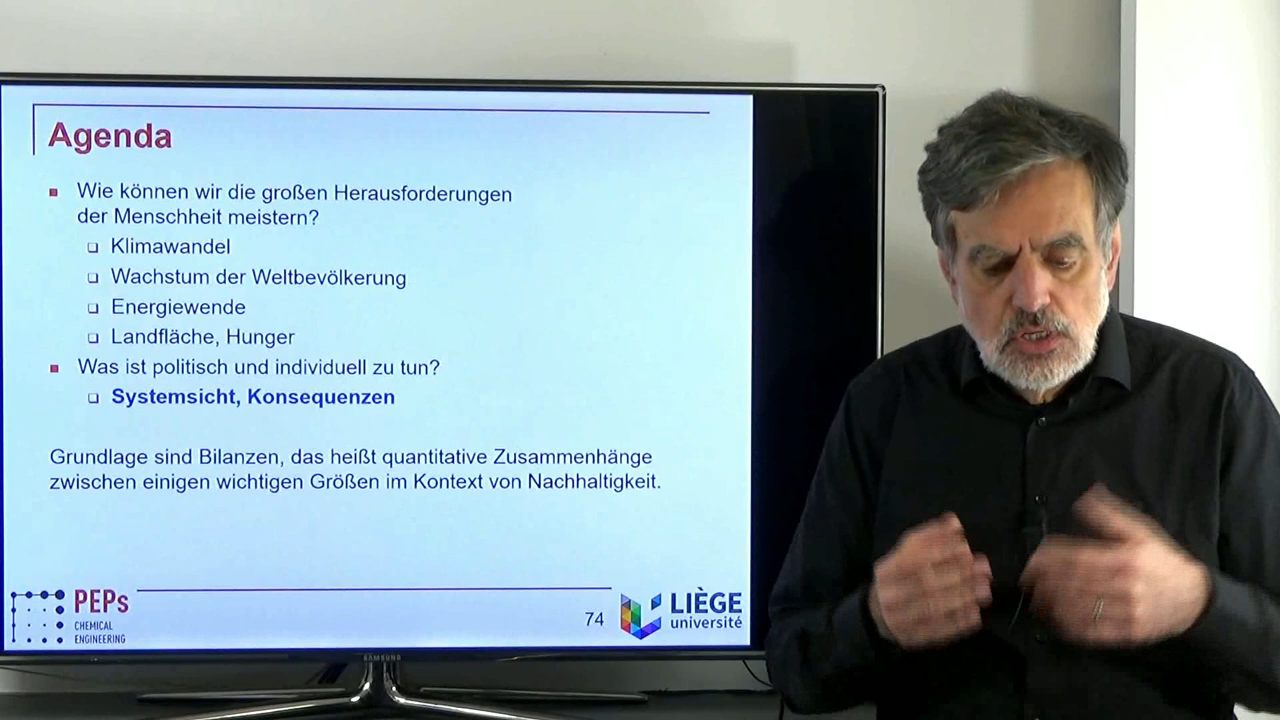 Agenda
Wie können wir die großen Herausforderungen
der Menschheit meistern?
Klimawandel
Wachstum der Weltbevölkerung
Energiewende
Landfläche, Hunger
Was ist politisch und individuell zu tun?
Systemsicht, Konsequenzen
Grundlage sind Bilanzen, das heißt quantitative Zusammenhänge
zwischen einigen wichtigen Größen im Kontext von Nachhaltigkeit.
PEPs
CHEMICAL
ENGINEERING
74
LIÈGE
université
SAMSUNG